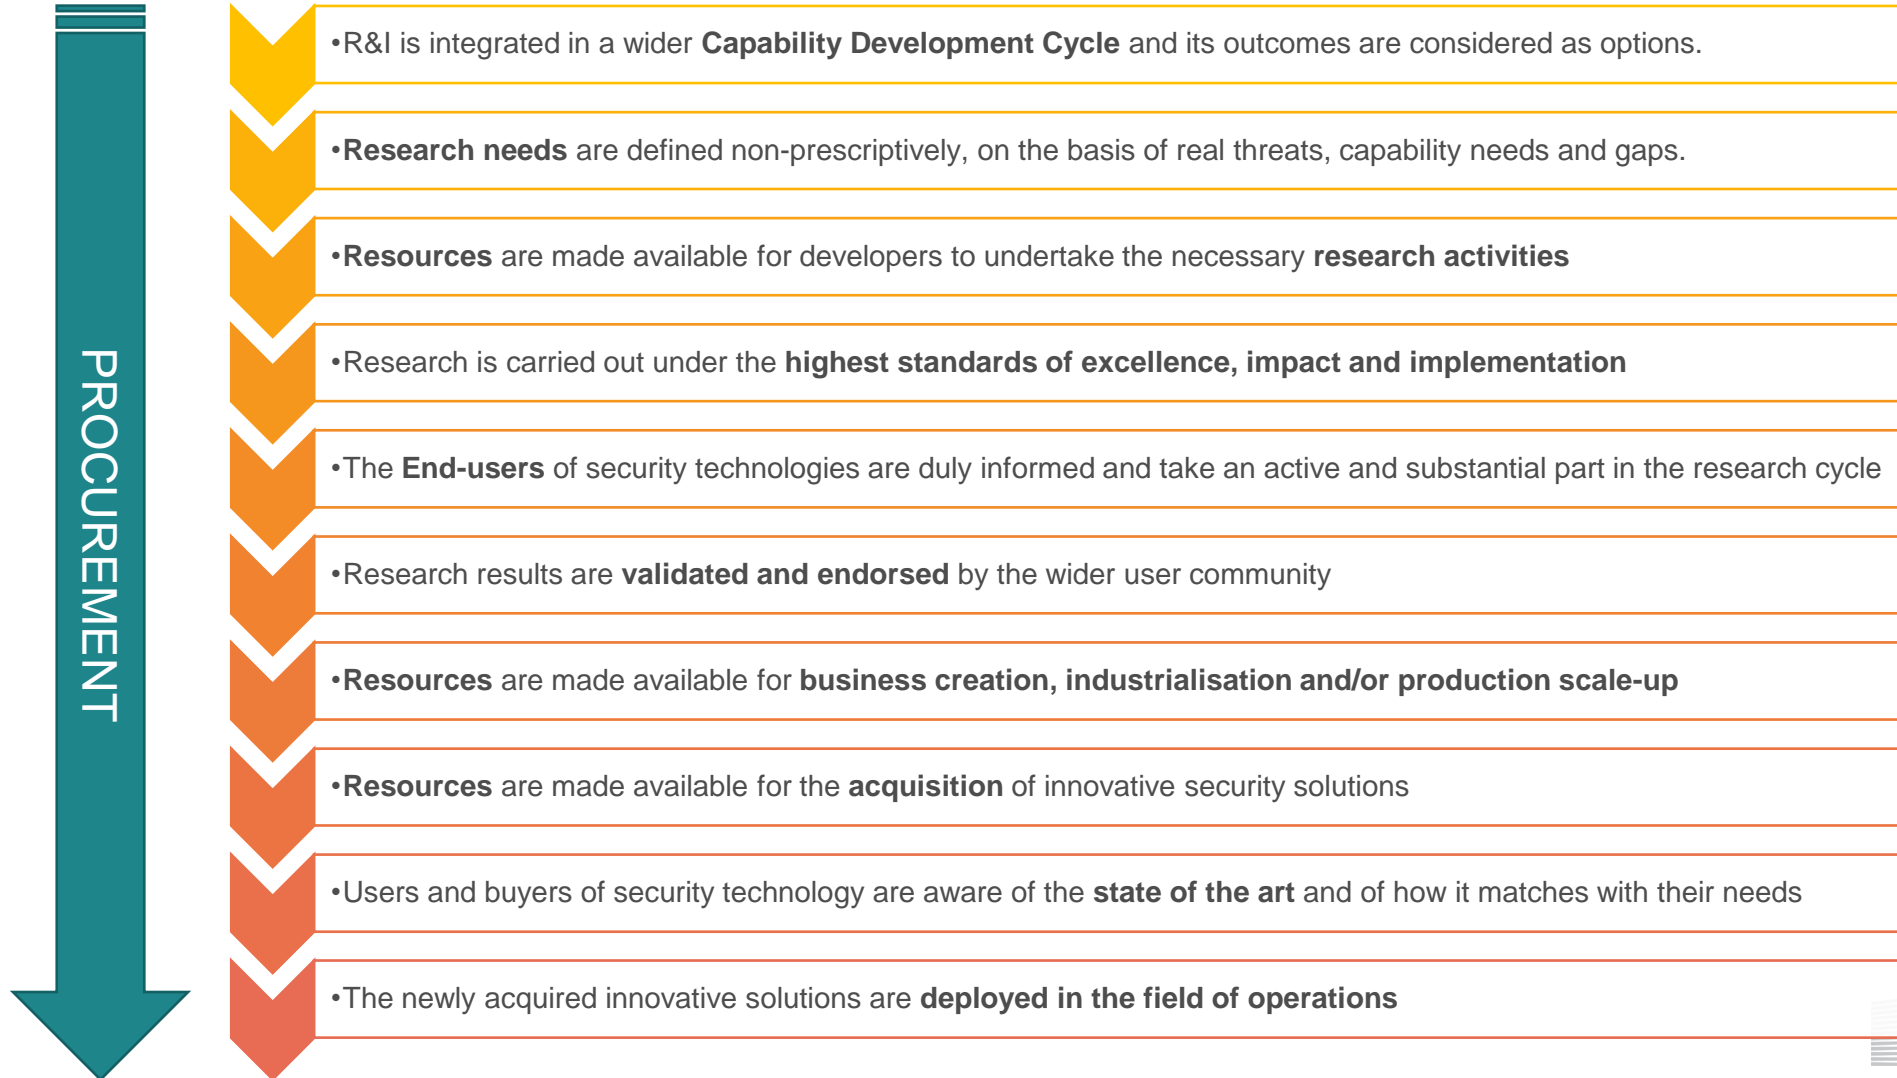 PROCUREMENT
•R&I is integrated in a wider Capability Development Cycle and its outcomes are considered as options.
•Research needs are defined non-prescriptively, on the basis of real threats, capability needs and gaps.
•Resources are made available for developers to undertake the necessary research activities
•Research is carried out under the highest standards of excellence, impact and implementation
•The End-users of security technologies are duly informed and take an active and substantial part in the research cycle
•Research results are validated and endorsed by the wider user community
•Resources are made available for business creation, industrialisation and/or production scale-up
•Resources are made available for the acquisition of innovative security solutions
•Users and buyers of security technology are aware of the state of the art and of how it matches with their needs
•The newly acquired innovative solutions are deployed in the field of operations